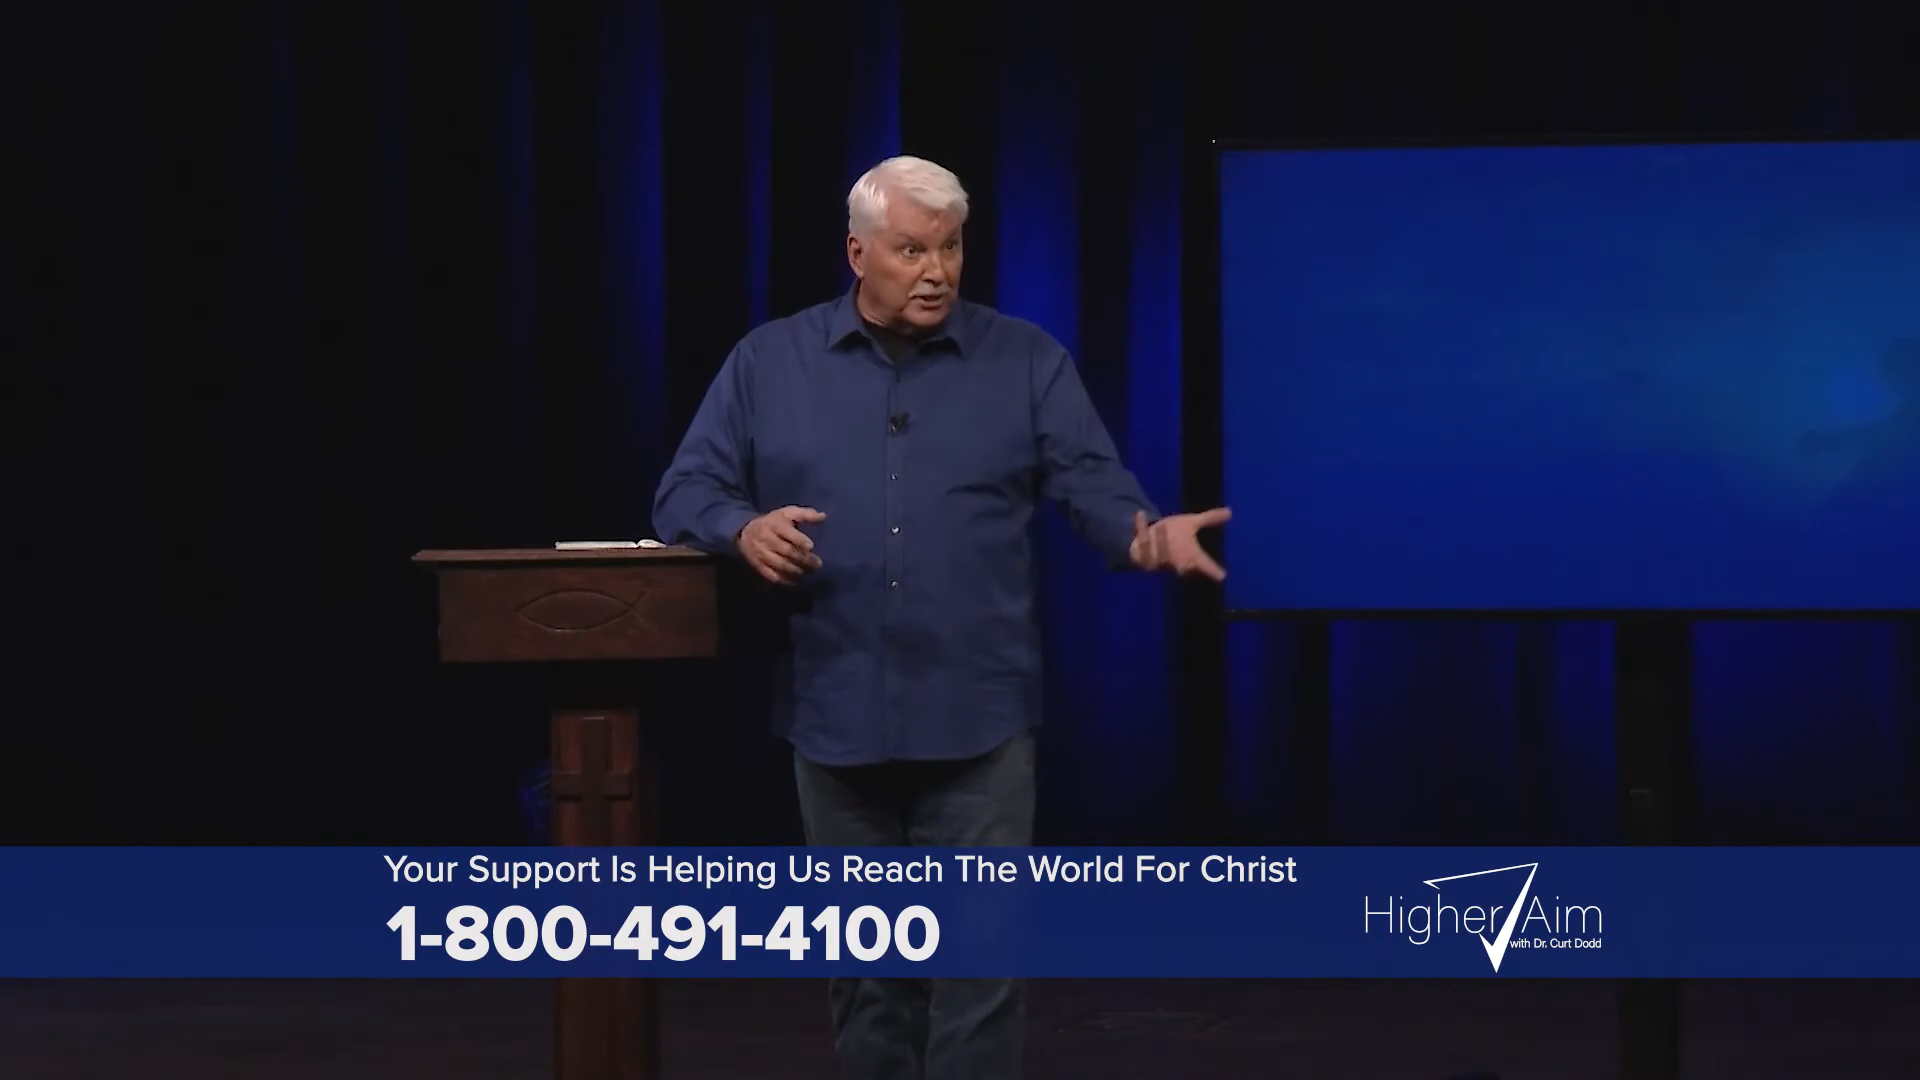 Your Support Is Helping Us Reach The World For Christ
1-800-491-4100
Higher Aim
with Dr. Curt Dodd